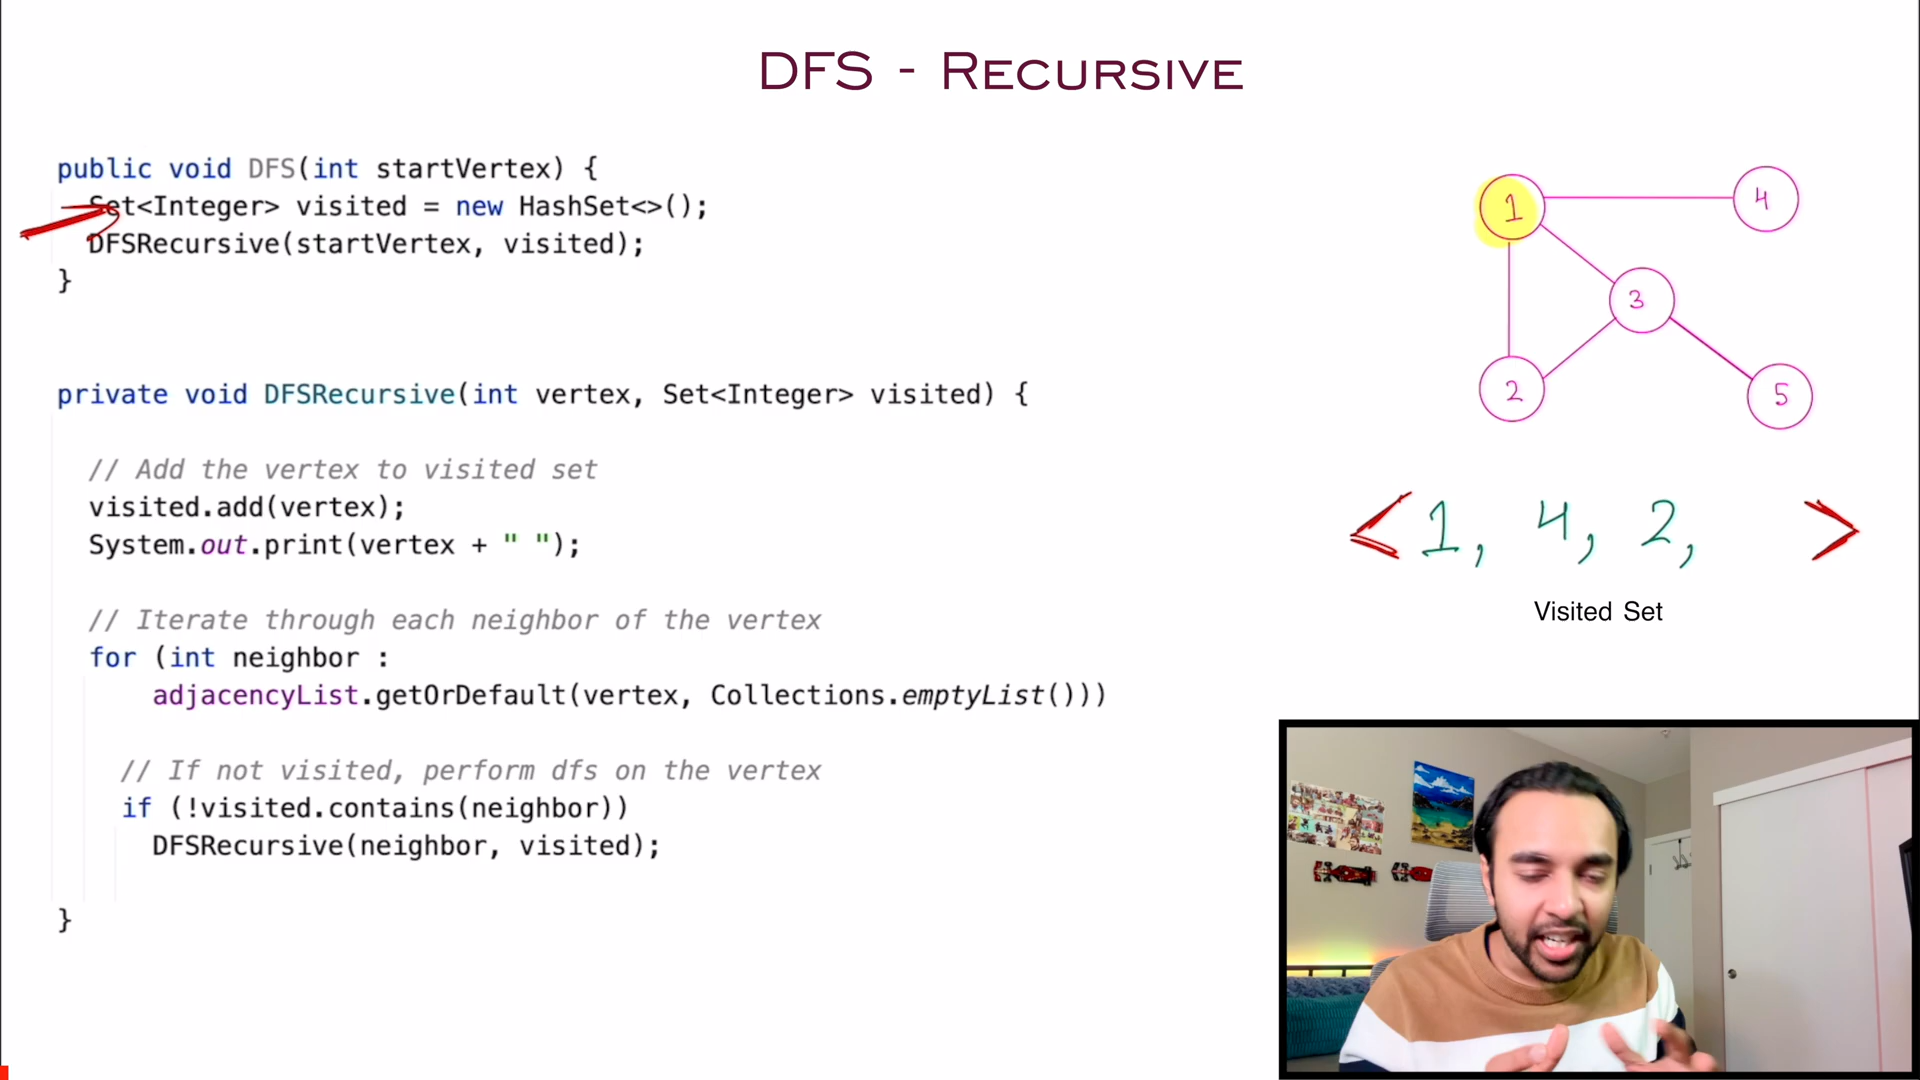 DFS - RECURSIVE
public void DFS(int startVertex) {
Set<Integer> visited = new HashSet<>();
DFSRecursive(startVertex, visited);
}
private void DFSRecursive(int vertex, Set<Integer> visited) {
// Add the vertex to visited set
visited.add(vertex);
System.out.print(vertex + " ");
// Iterate through each neighbor of the vertex
for (int neighbor :
adjacencyList.getOrDefault(vertex, Collections.emptyList()))
// If not visited, perform dfs on the vertex
if (!visited.contains(neighbor))
DFSRecursive(neighbor, visited);
}
1
4
3
2
5
<1, 4, 2, >
Visited Set